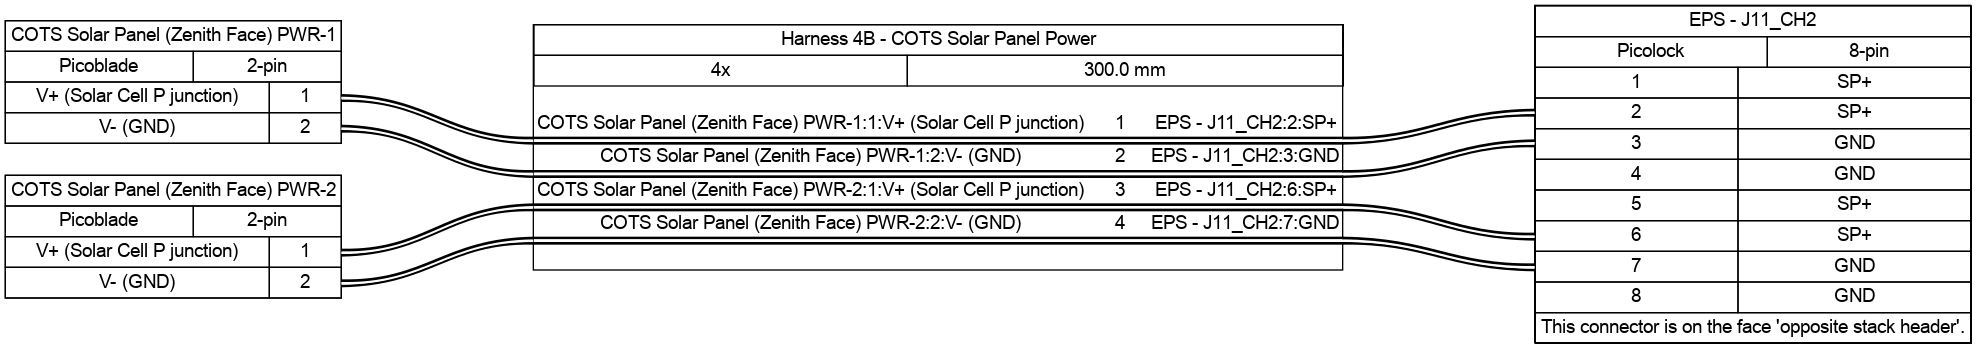 COTS Solar Panel (Zenith Face) PWR-1
Picoblade 2-pin
V+ (Solar Cell P junction) 1
V- (GND) 2
COTS Solar Panel (Zenith Face) PWR-2
Picoblade 2-pin
V+ (Solar Cell P junction) 1
V- (GND) 2
Harness 4B - COTS Solar Panel Power
4x 300.0 mm
COTS Solar Panel (Zenith Face) PWR-1:1:V+ (Solar Cell P junction) 1 EPS - J11_CH2:2:SP+
COTS Solar Panel (Zenith Face) PWR-1:2:V- (GND) 2 EPS - J11_CH2:3:GND
COTS Solar Panel (Zenith Face) PWR-2:1:V+ (Solar Cell P junction) 3 EPS - J11_CH2:6:SP+
COTS Solar Panel (Zenith Face) PWR-2:2:V- (GND) 4 EPS - J11_CH2:7:GND
EPS - J11_CH2
Picolock 8-pin
1 SP+
2 SP+
3 GND
4 GND
5 SP+
6 SP+
7 GND
8 GND
This connector is on the face 'opposite stack header'.